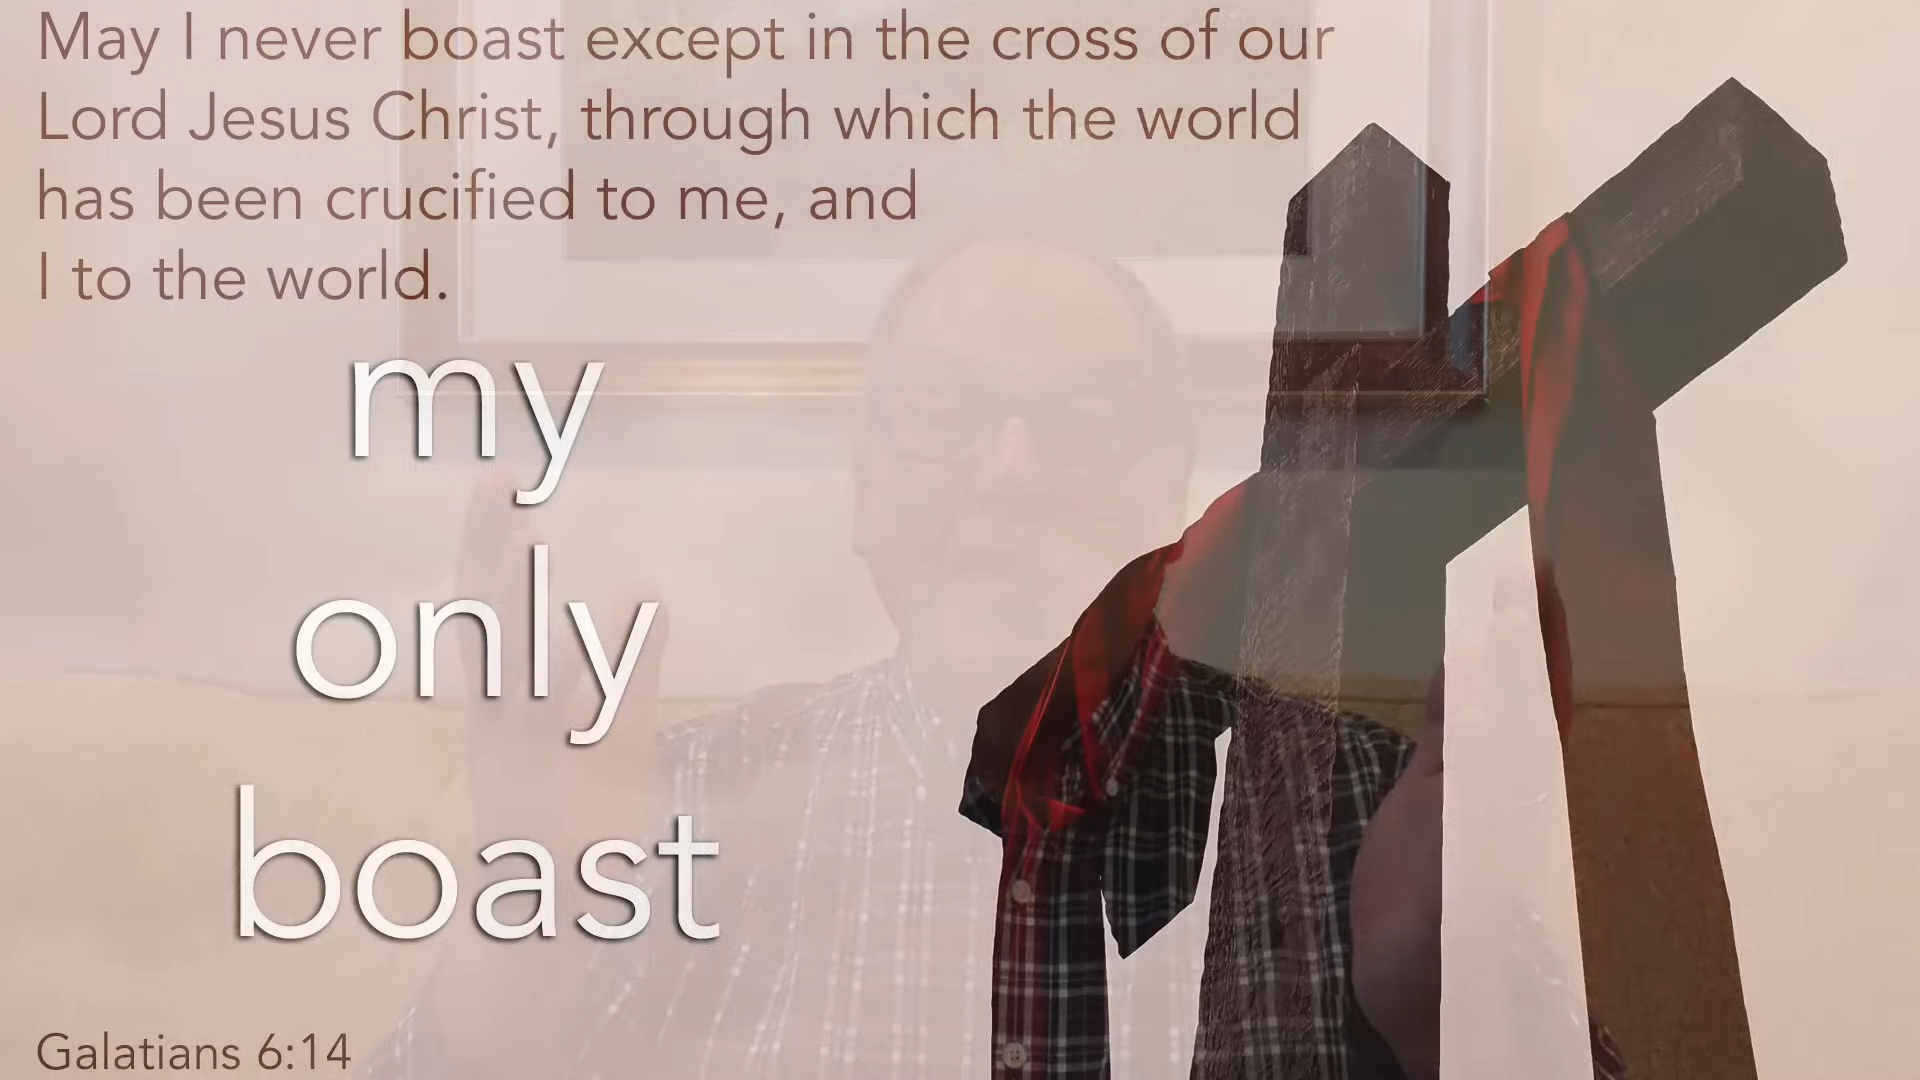 May I never boast except in the cross of our
Lord Jesus Christ, through which the world
has been crucified to me, and
I to the world.
my
only
boast
Galatians 6:14